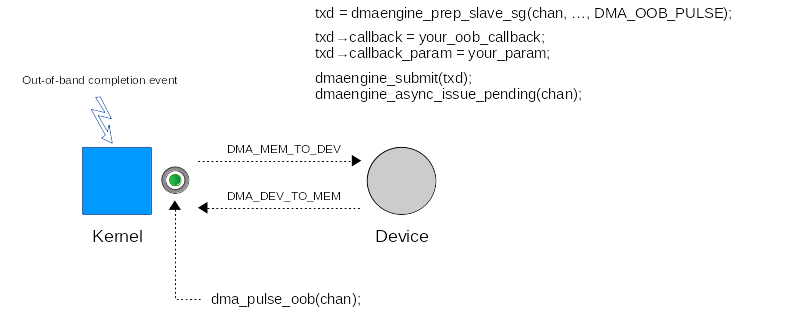 txd = dmaengine_prep_slave_sg(chan, ..., DMA_OOB_PULSE);
txd→callback = your_oob_callback;
txd→callback_param = your_param;
dmaengine_submit(txd);
dmaengine_async_issue_pending(chan);
Out-of-band completion event
DMA_MEM_TO_DEV
DMA_DEV_TO_MEM
Kernel
Device
dma_pulse_oob(chan);